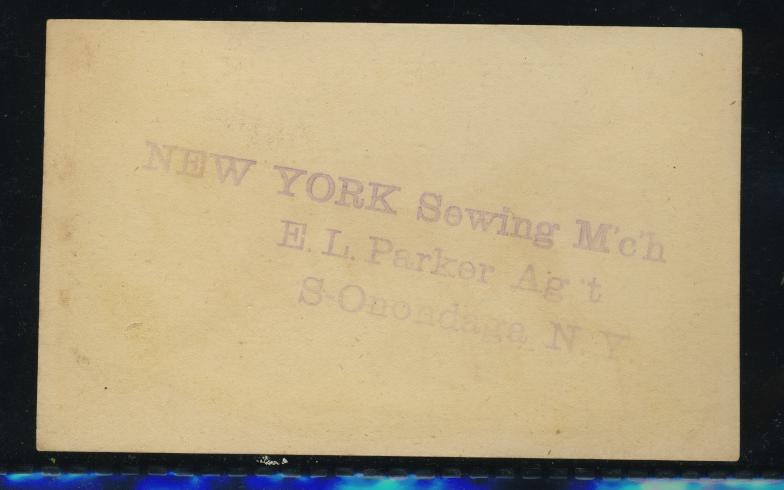 NEW YORK Sewing M'c'h
E. L. Parker Ag't
S-Onondaga N. Y.